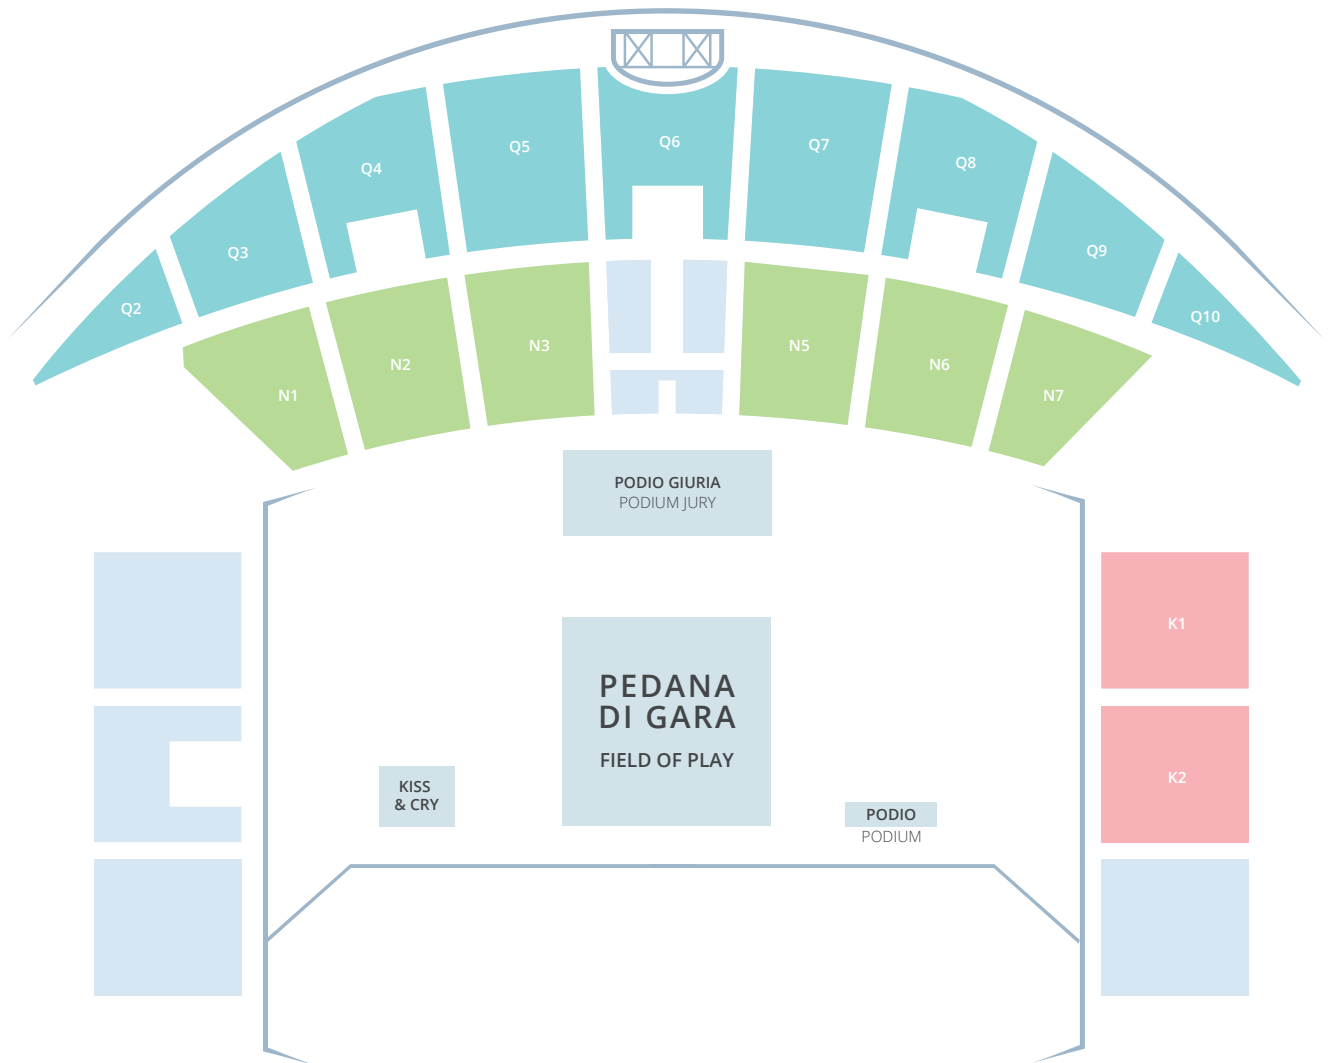 Q2
Q3
Q4
Q5
Q6
Q7
Q8
Q9
Q10
N1
N2
N3
N5
N6
N7
PODIO GIURIA
PODIUM JURY
K1
K2
PEDANA
DI GARA
FIELD OF PLAY
KISS
& CRY
PODIO
PODIUM